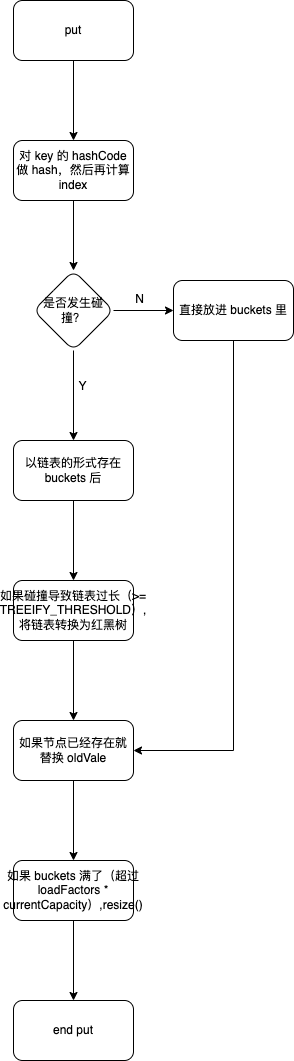 put
对 key 的 hashCode
做 hash，然后再计算
index
是否发生碰
撞？
N
直接放进 buckets 里
Y
以链表的形式存在
buckets 后
如果碰撞导致链表过长（>=
TREEIFY_THRESHOLD）,
将链表转换为红黑树
如果节点已经存在就
替换 oldVale
如果 buckets 满了（超过
loadFactors *
currentCapacity）,resize()
end put